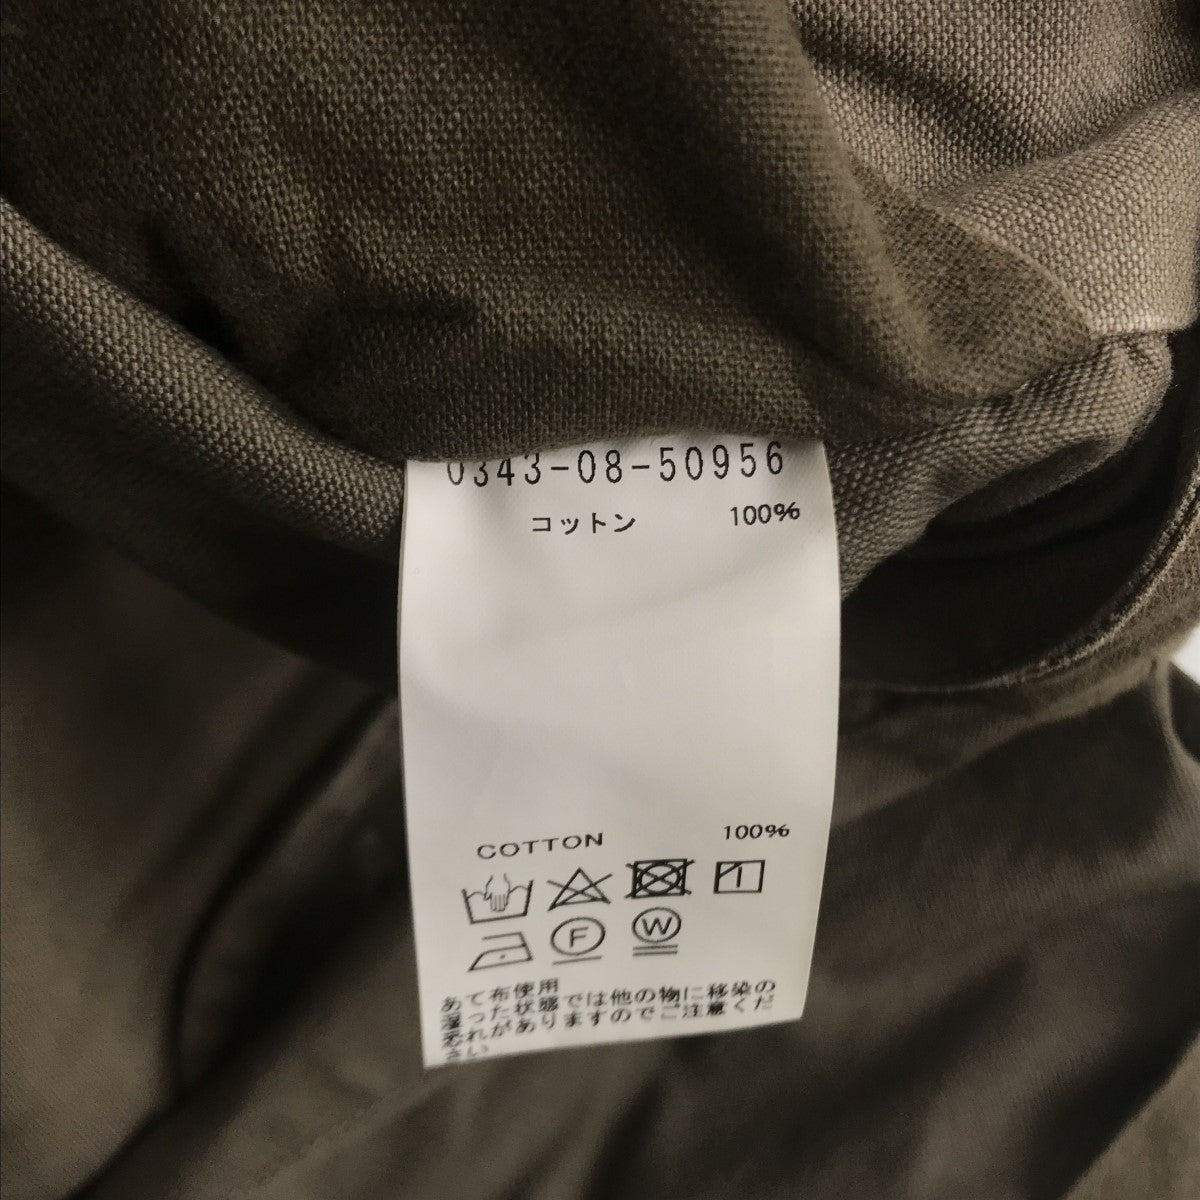 0343-08-50956
コットン 100%
COTTON 100%
F W
あて布使用
湿った状態では他の物に移染の
恐れがありますのでご注意くだ
さい